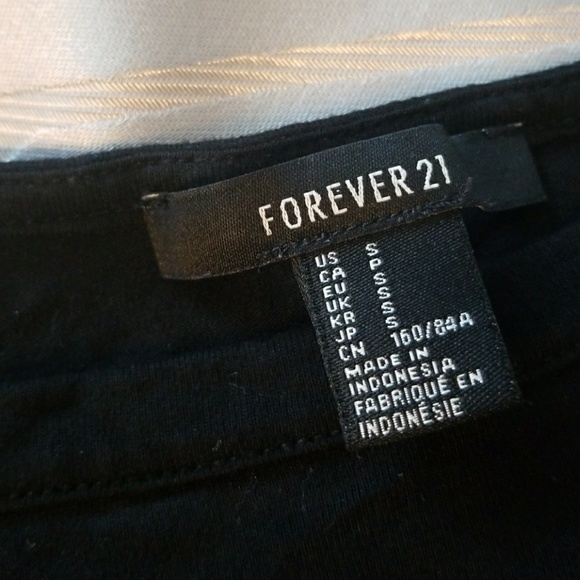 FOREVER 21
US S
CA P
EU S
UK S
KR S
JP S
CN 160/84A
MADE IN
INDONESIA
FABRIQUÉ EN
INDONÉSIE